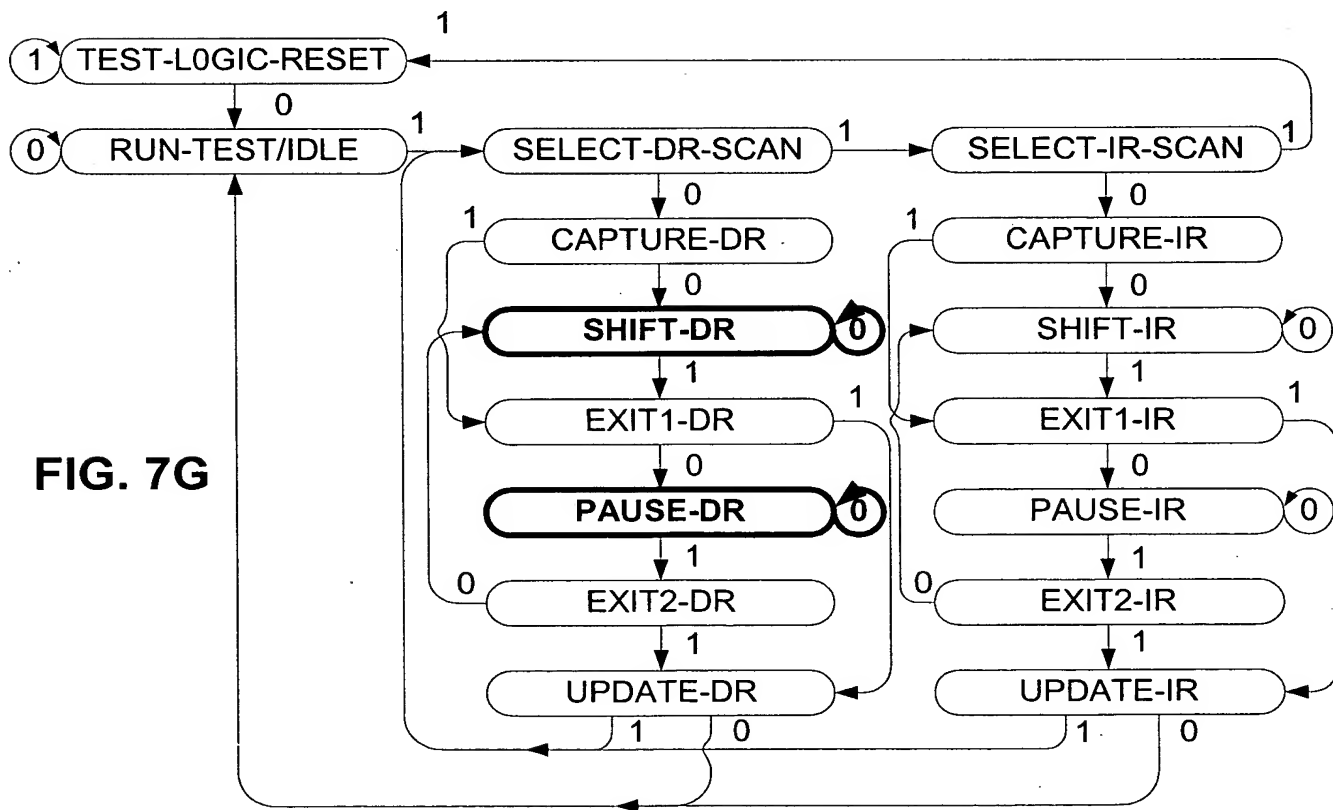 1
1 TEST-L0GIC-RESET
0
0 RUN-TEST/IDLE 1 SELECT-DR-SCAN 1 SELECT-IR-SCAN 1
0 0
1 CAPTURE-DR 1 CAPTURE-IR
0 0
SHIFT-DR 0 SHIFT-IR 0
1 1
EXIT1-DR 1 EXIT1-IR 1
0 0
FIG. 7G
PAUSE-DR 0 PAUSE-IR 0
1 1
0 EXIT2-DR 0 EXIT2-IR
1 1
UPDATE-DR UPDATE-IR
1 0 1 0